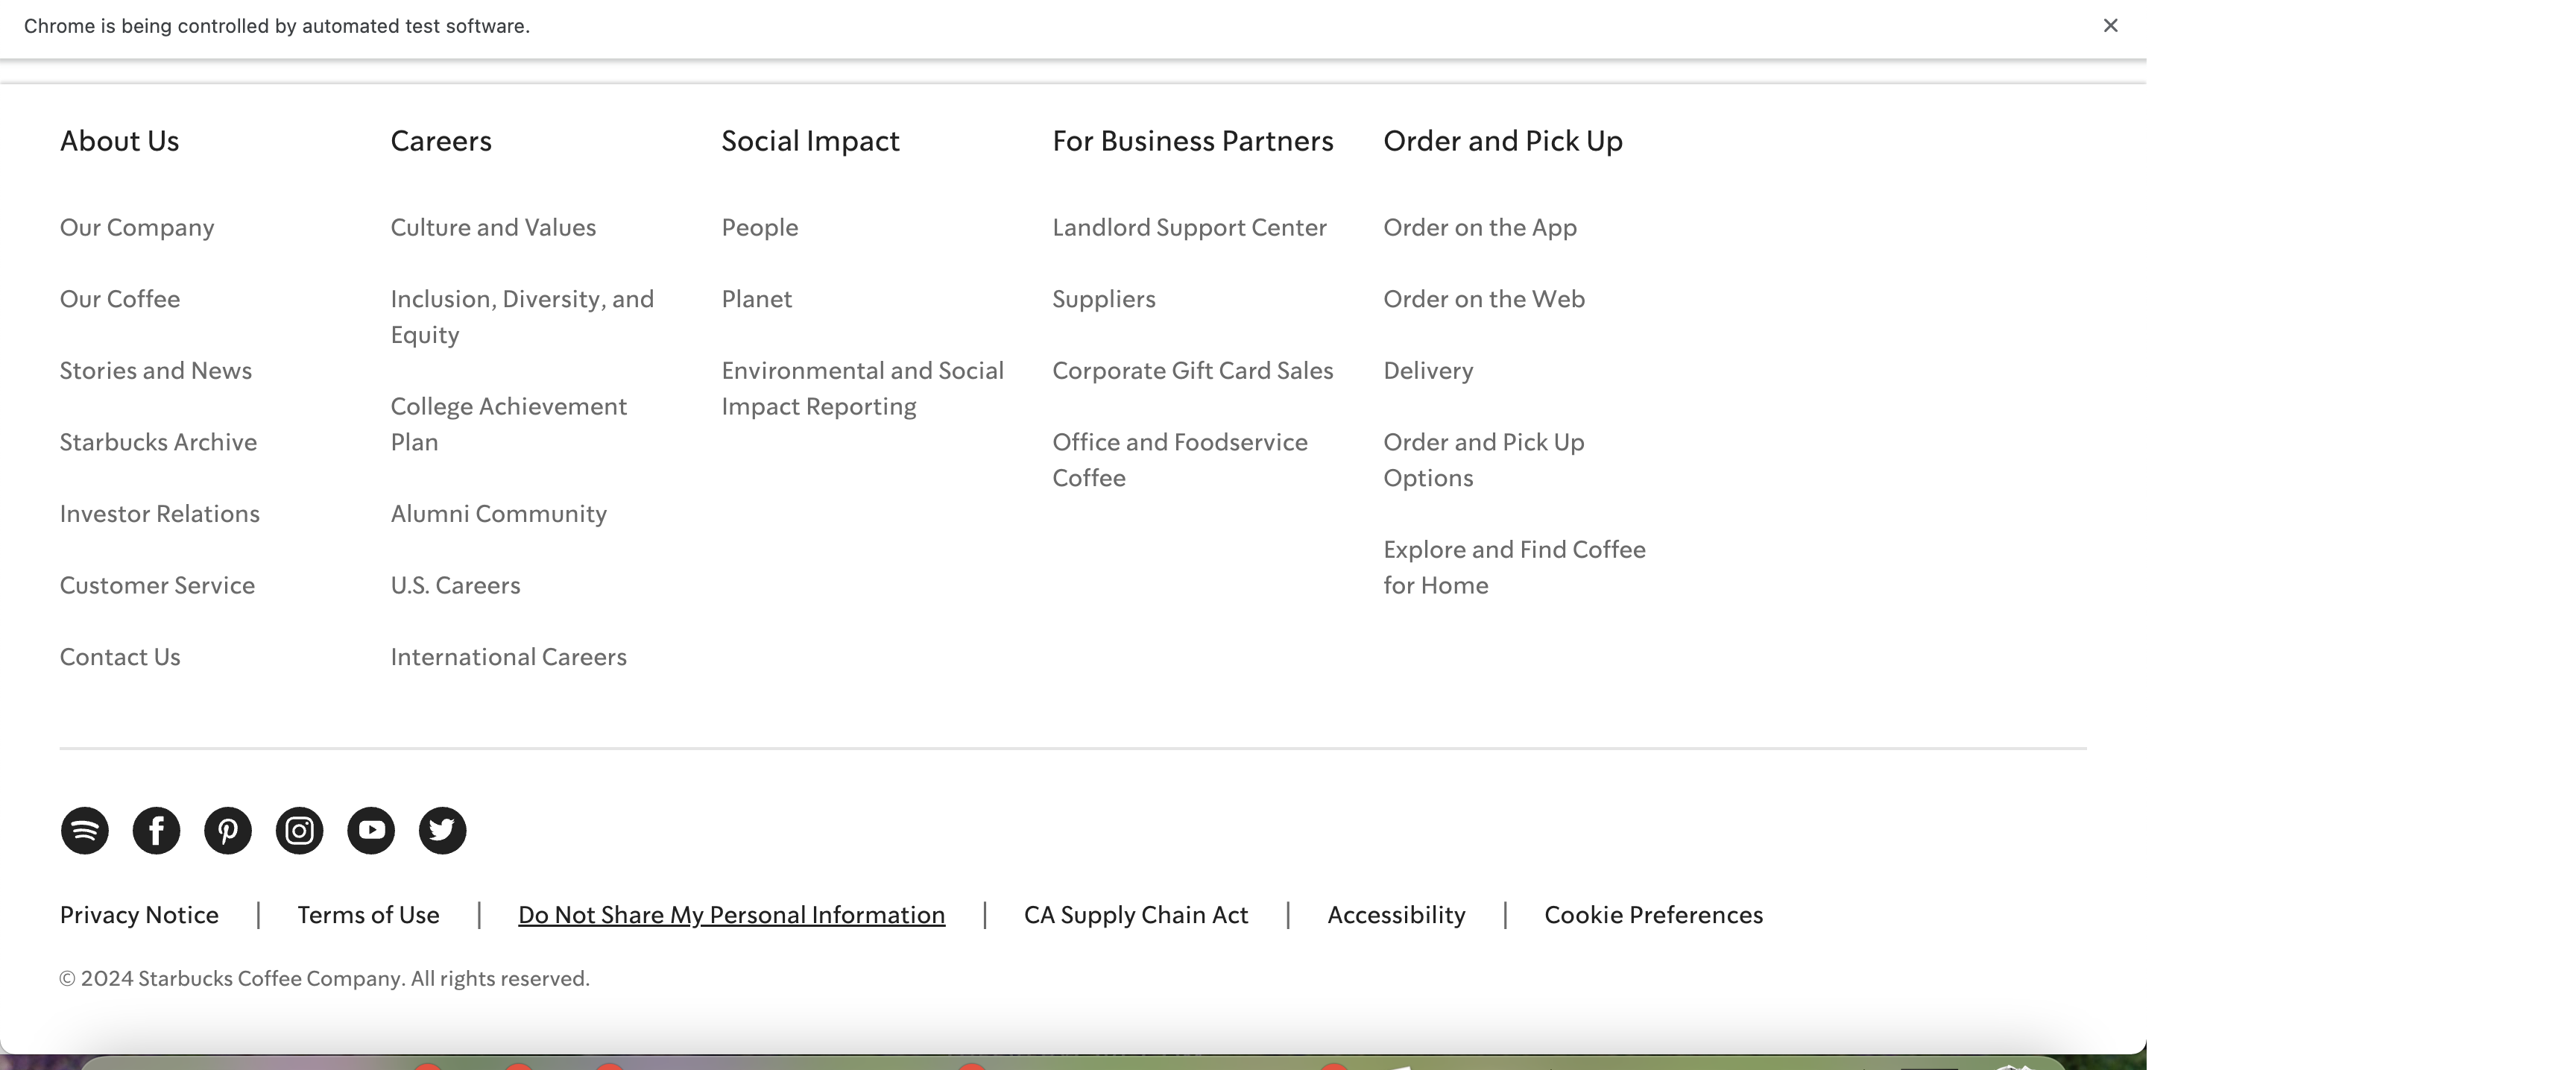 Chrome is being controlled by automated test software.
About Us
Our Company
Our Coffee
Stories and News
Starbucks Archive
Investor Relations
Customer Service
Contact Us
Careers
Culture and Values
Inclusion, Diversity, and
Equity
College Achievement
Plan
Alumni Community
U.S. Careers
International Careers
Social Impact
People
Planet
Environmental and Social
Impact Reporting
For Business Partners
Landlord Support Center
Suppliers
Corporate Gift Card Sales
Office and Foodservice
Coffee
Order and Pick Up
Order on the App
Order on the Web
Delivery
Order and Pick Up
Options
Explore and Find Coffee
for Home
Privacy Notice | Terms of Use | Do Not Share My Personal Information | CA Supply Chain Act | Accessibility | Cookie Preferences
© 2024 Starbucks Coffee Company. All rights reserved.